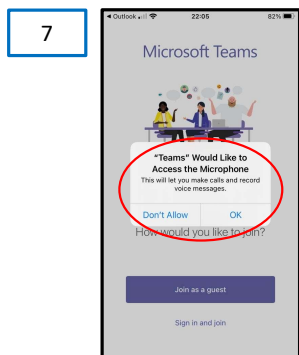 7
Outlook
22:05
82%
Microsoft Teams
"Teams" Would Like to
Access the Microphone
This will let you make calls and record
voice messages.
Don't Allow
OK
How would you like to join?
Join as a guest
Sign in and join